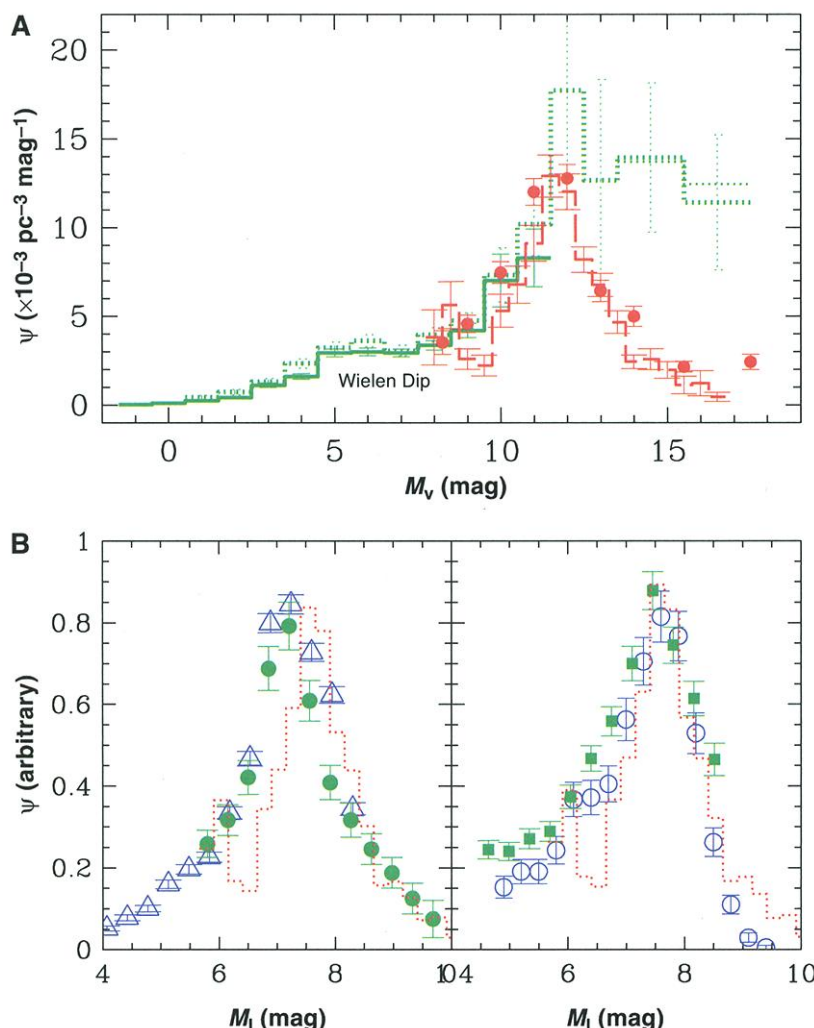 A
20
15
10
5
0
ψ (×10⁻³ pc⁻³ mag⁻¹)
Wielen Dip
0 5 10 15
Mᵥ (mag)
B
1
0.8
0.6
0.4
0.2
0
ψ (arbitrary)
4 6 8 10 4 6 8 10
M_I (mag) M_I (mag)